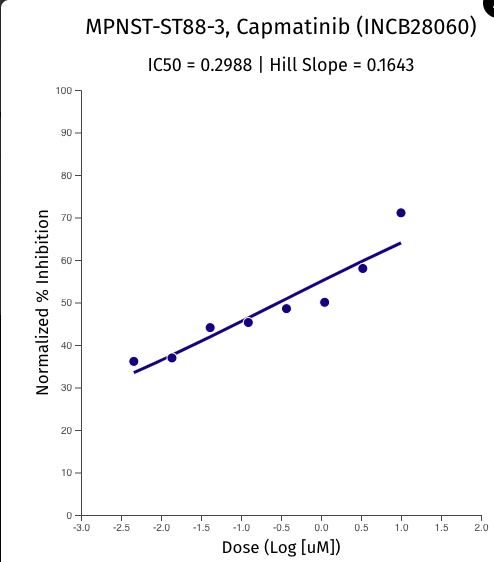 MPNST-ST88-3, Capmatinib (INCB28060)
IC50 = 0.2988 | Hill Slope = 0.1643
100
90
80
70
60
50
40
30
20
10
0
Normalized % Inhibition
-3.0 -2.5 -2.0 -1.5 -1.0 -0.5 0.0 0.5 1.0 1.5 2.0
Dose (Log [uM])